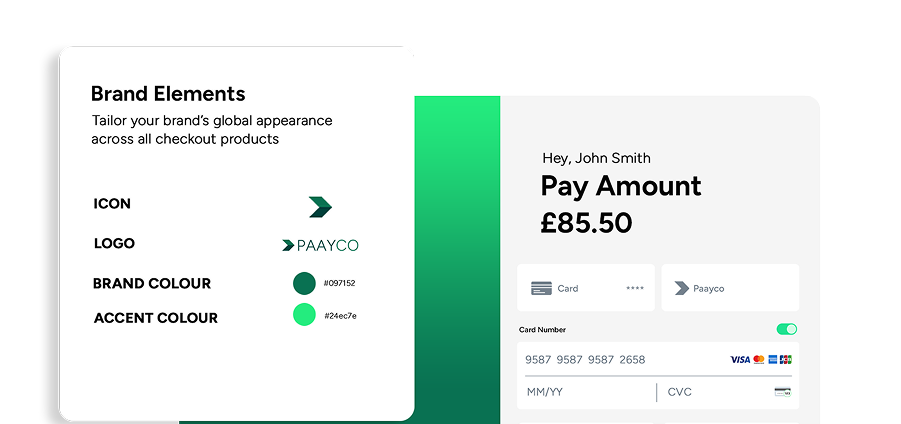 Brand Elements
Tailor your brand’s global appearance
across all checkout products
ICON
LOGO
PAAYCO
BRAND COLOUR
#097152
ACCENT COLOUR
#24ec7e
Hey, John Smith
Pay Amount
£85.50
Card ****
Paayco
Card Number
9587 9587 9587 2658
VISA
MM/YY
CVC